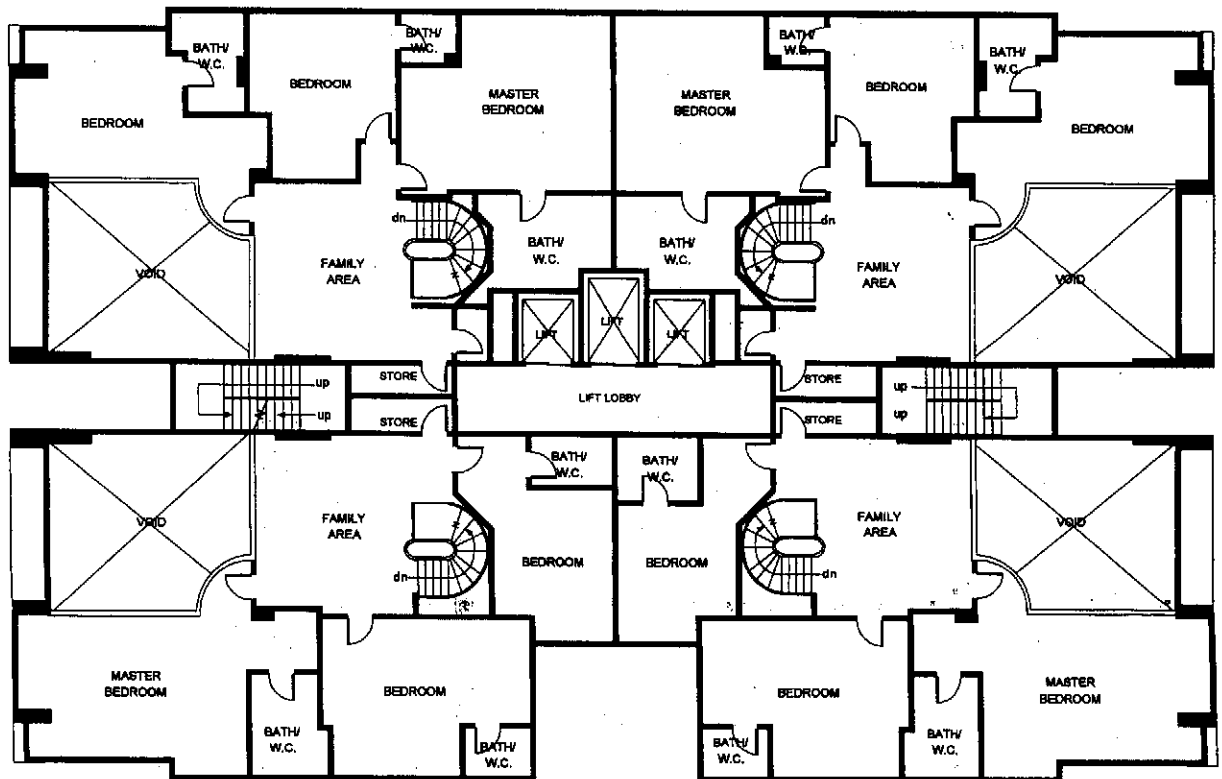 BATH/
W.C.
BATH/
W.C.
BATH/
W.C.
BATH/
W.C.
BEDROOM
MASTER
BEDROOM
MASTER
BEDROOM
BEDROOM
BEDROOM
BEDROOM
dn
dn
BATH/
W.C.
BATH/
W.C.
FAMILY
AREA
FAMILY
AREA
VOID
VOID
LIFT
LIFT
LIFT
STORE
STORE
up
up
LIFT LOBBY
up
up
STORE
STORE
BATH/
W.C.
BATH/
W.C.
VOID
FAMILY
AREA
FAMILY
AREA
VOID
BEDROOM
BEDROOM
dn
dn
MASTER
BEDROOM
BEDROOM
BEDROOM
MASTER
BEDROOM
BATH/
W.C.
BATH/
W.C.
BATH/
W.C.
BATH/
W.C.